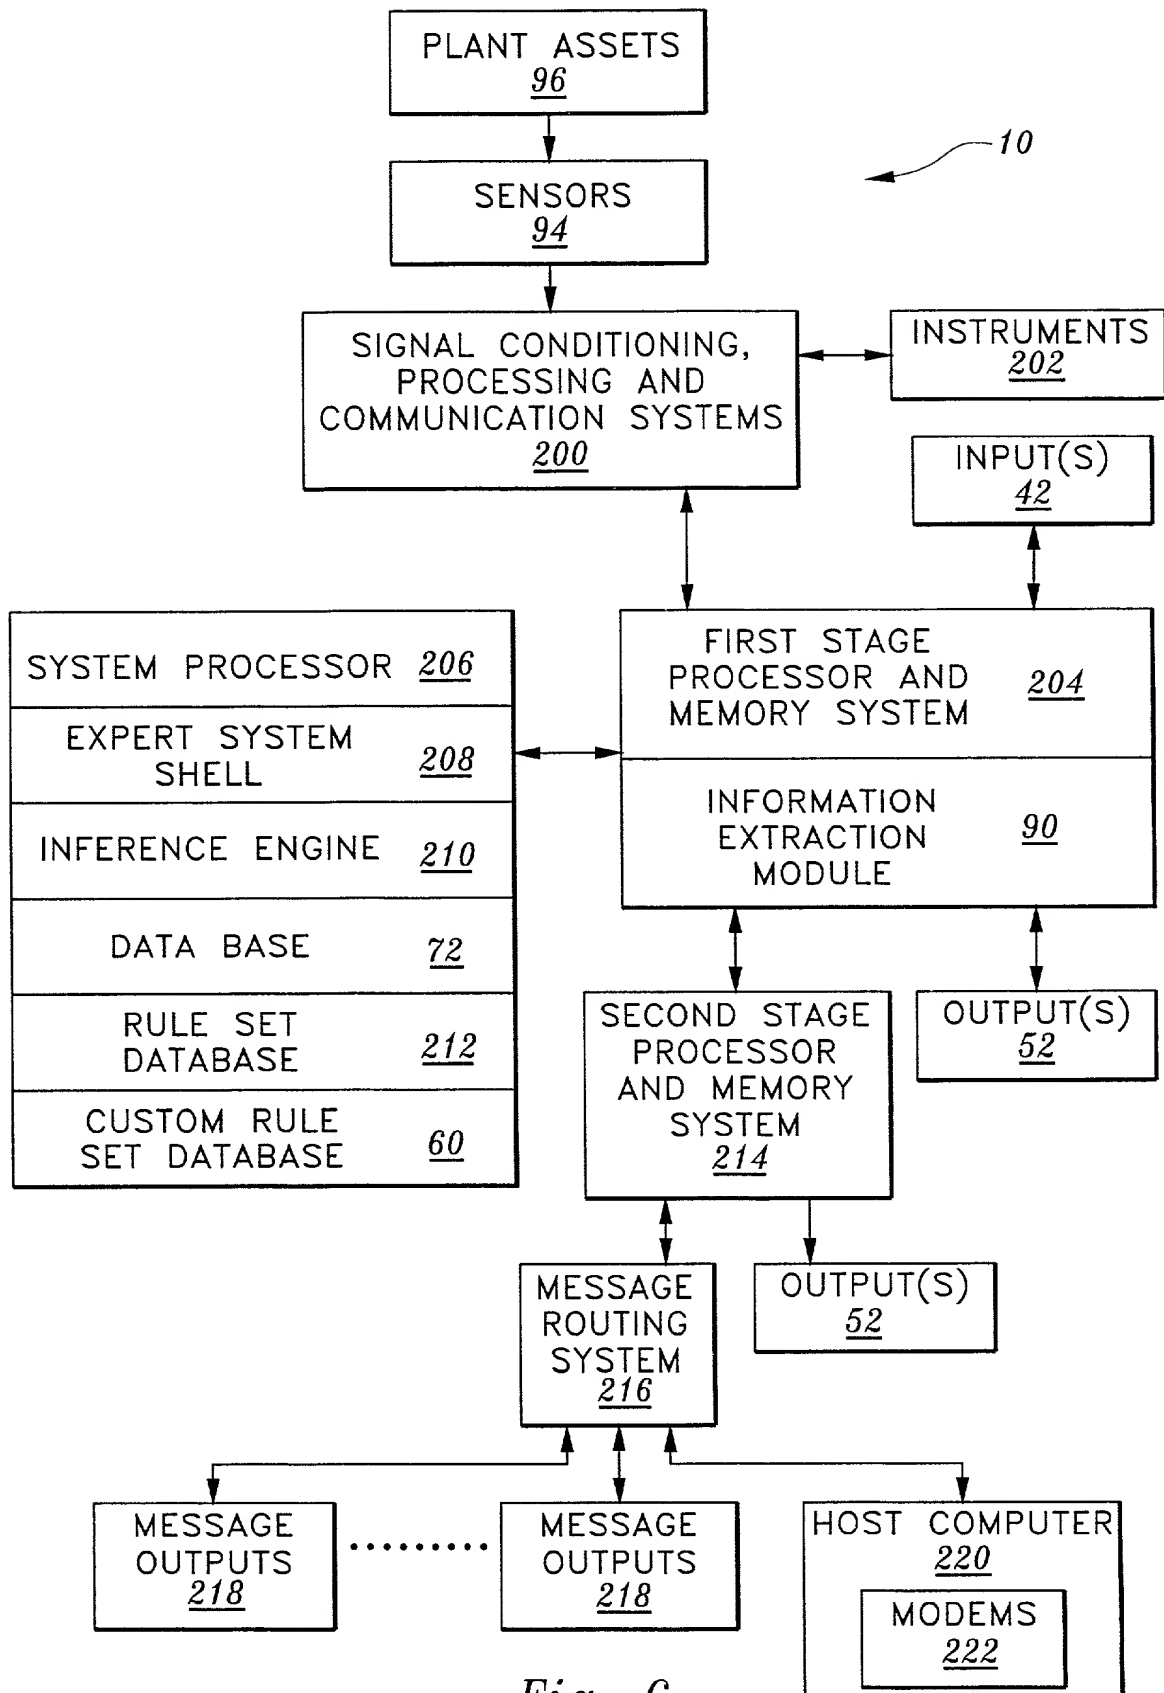 PLANT ASSETS
96
10
SENSORS
94
SIGNAL CONDITIONING,
PROCESSING AND
COMMUNICATION SYSTEMS
200
INSTRUMENTS
202
INPUT(S)
42
SYSTEM PROCESSOR 206
EXPERT SYSTEM
SHELL 208
INFERENCE ENGINE 210
DATA BASE 72
RULE SET
DATABASE 212
CUSTOM RULE
SET DATABASE 60
FIRST STAGE
PROCESSOR AND 204
MEMORY SYSTEM
INFORMATION
EXTRACTION 90
MODULE
SECOND STAGE
PROCESSOR
AND MEMORY
SYSTEM
214
OUTPUT(S)
52
MESSAGE
ROUTING
SYSTEM
216
OUTPUT(S)
52
MESSAGE
OUTPUTS
218
MESSAGE
OUTPUTS
218
HOST COMPUTER
220
MODEMS
222